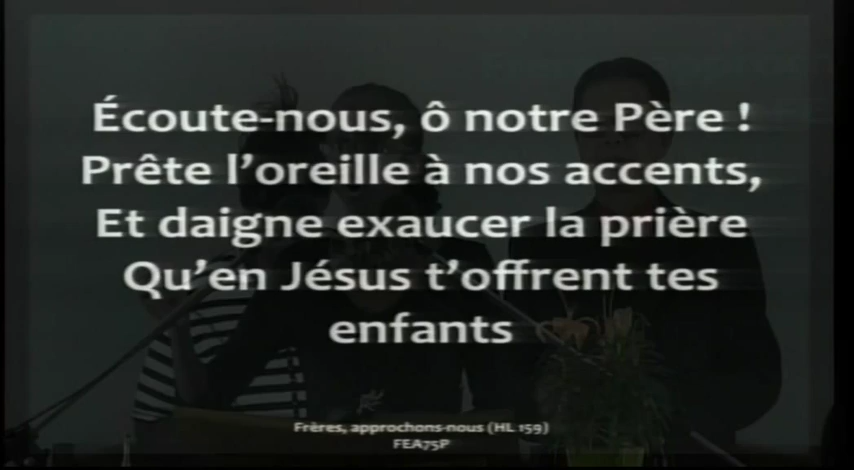 Écoute-nous, ô notre Père !
Prête l’oreille à nos accents,
Et daigne exaucer la prière
Qu’en Jésus t’offrent tes
enfants
Frères, approchons-nous (HL 159)
FEA75P